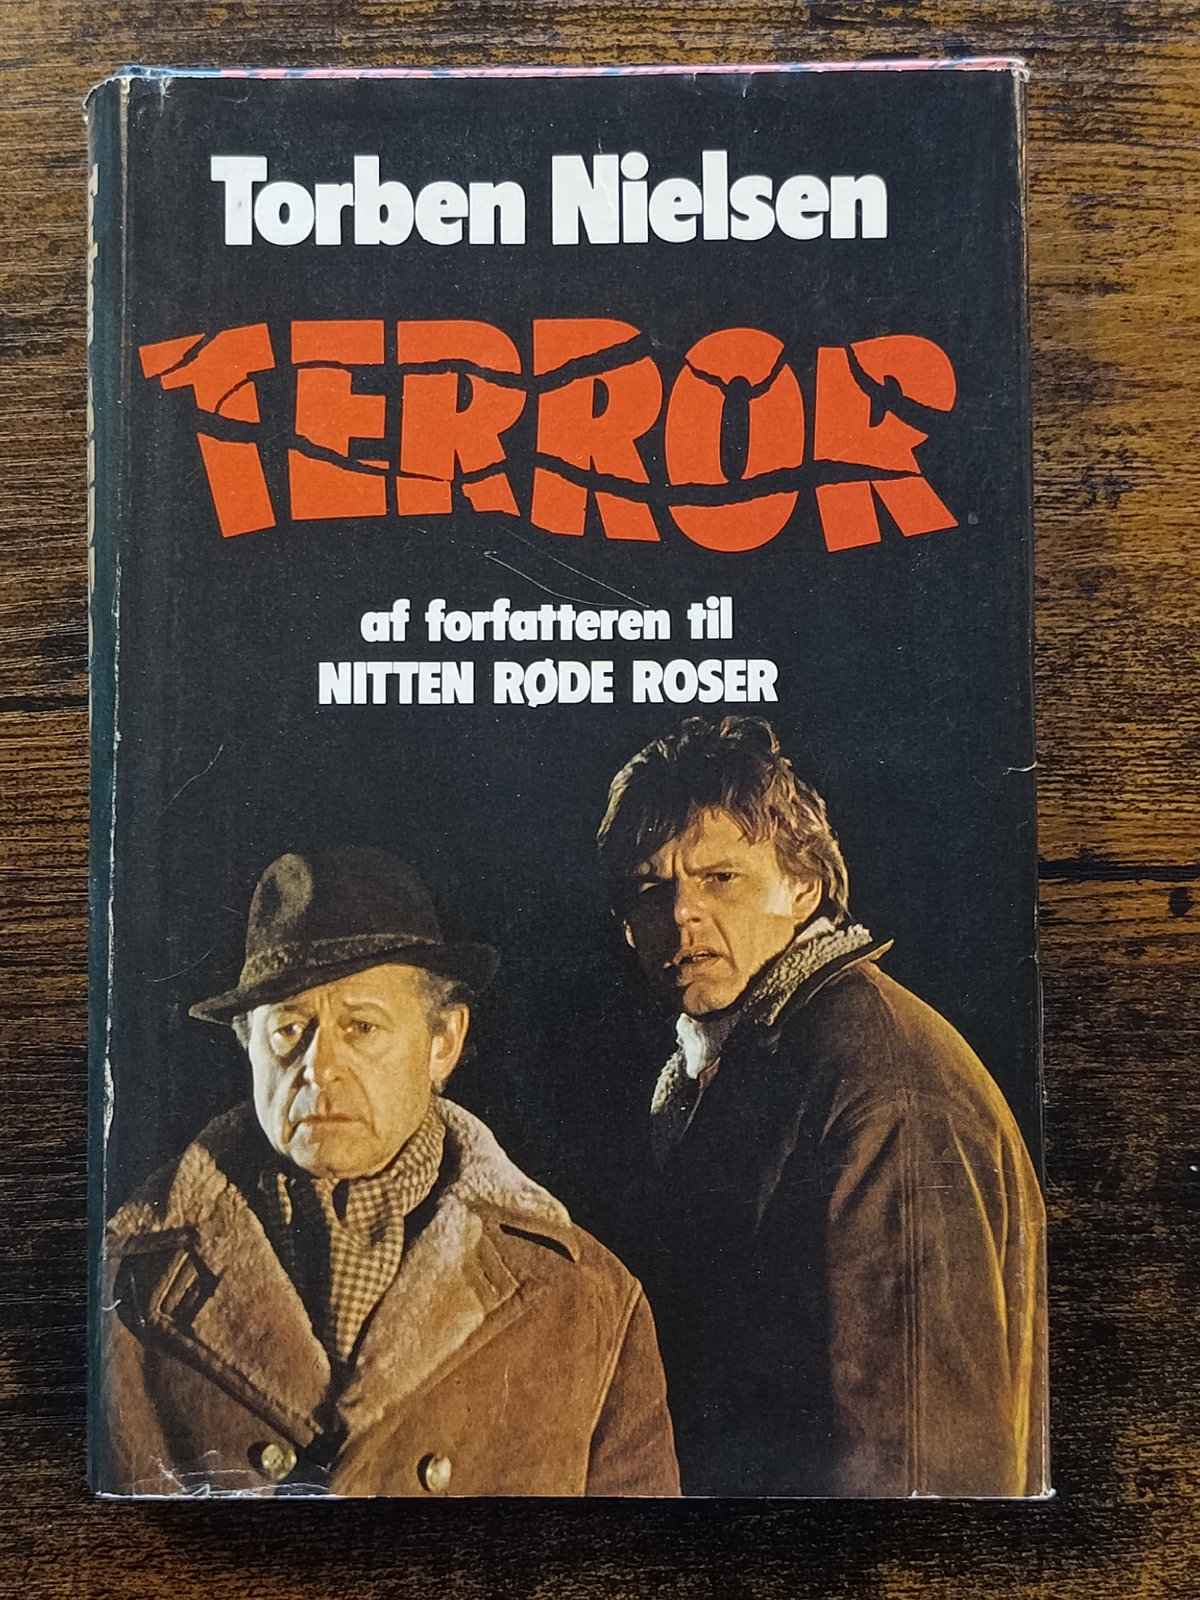 Torben Nielsen
TERROR
af forfatteren til
NITTEN RØDE ROSER